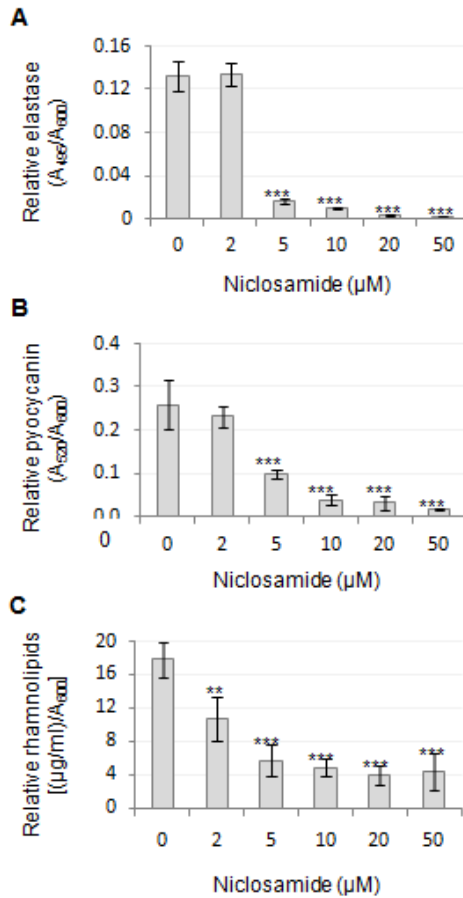 A
Relative elastase
(A₄₉₅/A₆₀₀)
0.16
0.12
0.08
0.04
0
*** *** *** ***
0 2 5 10 20 50
Niclosamide (µM)
B
Relative pyocycanin
(A₅₂₀/A₆₀₀)
0.4
0.3
0.2
0.1
0.0
0
*** *** *** ***
0 2 5 10 20 50
Niclosamide (µM)
C
Relative rhamnolipids
[(µg/ml)/A₆₀₀]
20
16
12
8
4
0
** *** *** *** ***
0 2 5 10 20 50
Niclosamide (µM)